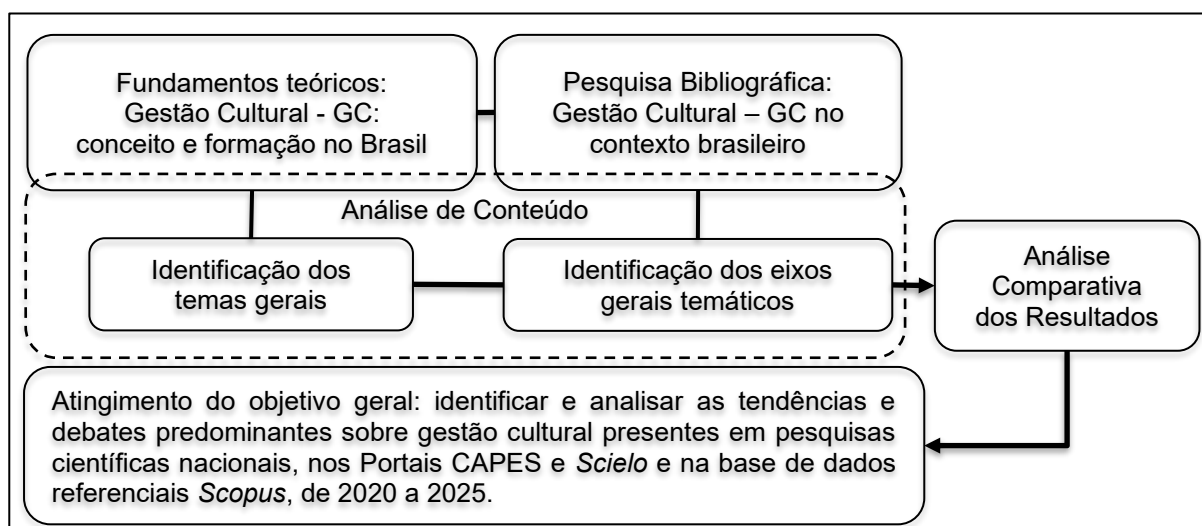 Fundamentos teóricos:
Gestão Cultural - GC:
conceito e formação no Brasil
Pesquisa Bibliográfica:
Gestão Cultural – GC no
contexto brasileiro
Análise de Conteúdo
Identificação dos
temas gerais
Identificação dos eixos
gerais temáticos
Análise
Comparativa
dos Resultados
Atingimento do objetivo geral: identificar e analisar as tendências e
debates predominantes sobre gestão cultural presentes em pesquisas
científicas nacionais, nos Portais CAPES e Scielo e na base de dados
referenciais Scopus, de 2020 a 2025.